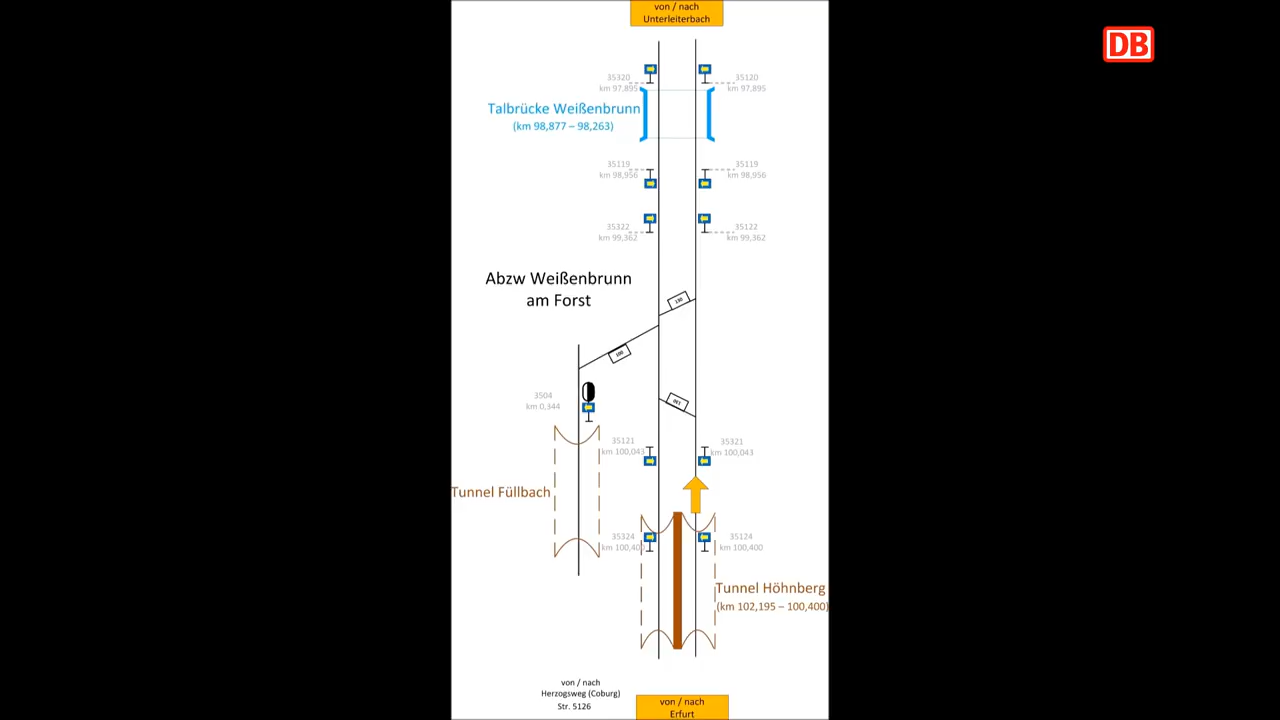 von / nach
Unterleiterbach
DB
35320
km 97,895
35120
km 97,895
Talbrücke Weißenbrunn
(km 98,877 – 98,263)
35119
km 98,956
35119
km 98,956
35322
km 99,362
35122
km 99,362
Abzw Weißenbrunn
am Forst
130
100
3504
km 0,344
130
35121
km 100,043
35321
km 100,043
Tunnel Füllbach
35324
km 100,400
35124
km 100,400
Tunnel Höhnberg
(km 102,195 – 100,400)
von / nach
Herzogsweg (Coburg)
Str. 5126
von / nach
Erfurt